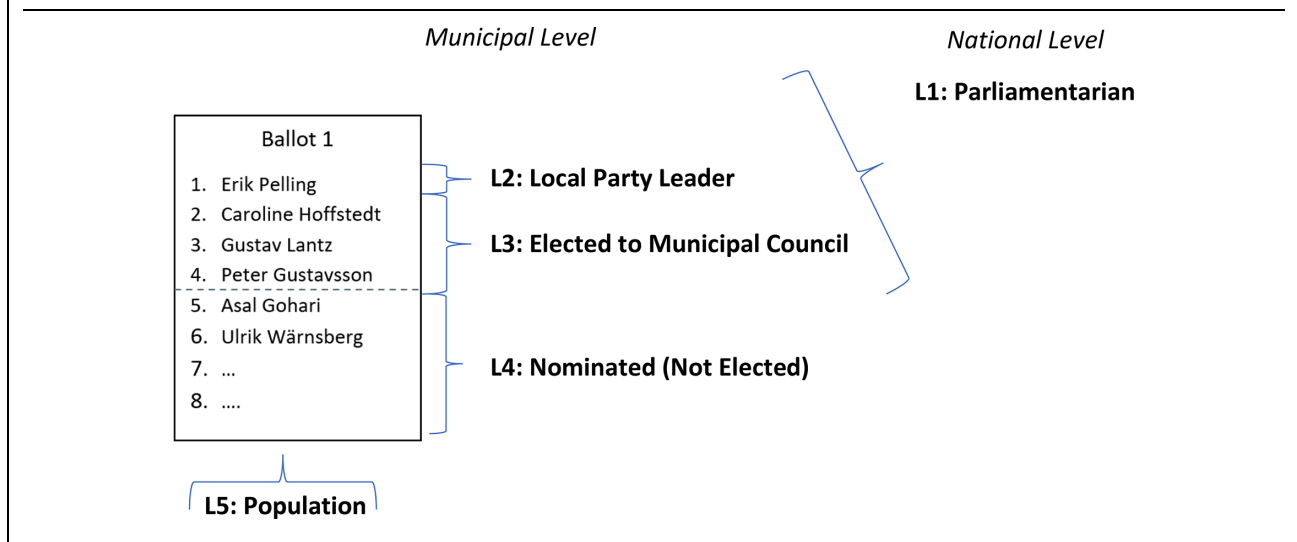 Municipal Level
National Level
L1: Parliamentarian
Ballot 1
1. Erik Pelling
2. Caroline Hoffstedt
3. Gustav Lantz
4. Peter Gustavsson
5. Asal Gohari
6. Ulrik Wärnsberg
7. ...
8. ....
L2: Local Party Leader
L3: Elected to Municipal Council
L4: Nominated (Not Elected)
L5: Population